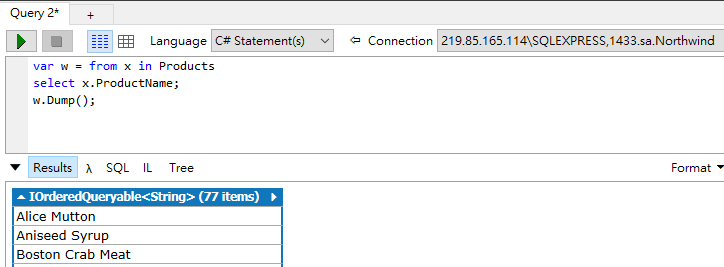 Query 2* +
Language C# Statement(s) Connection 219.85.165.114\SQLEXPRESS,1433.sa.Northwind
var w = from x in Products
select x.ProductName;
w.Dump();
Results λ SQL IL Tree Format
IOrderedQueryable<String> (77 items)
Alice Mutton
Aniseed Syrup
Boston Crab Meat